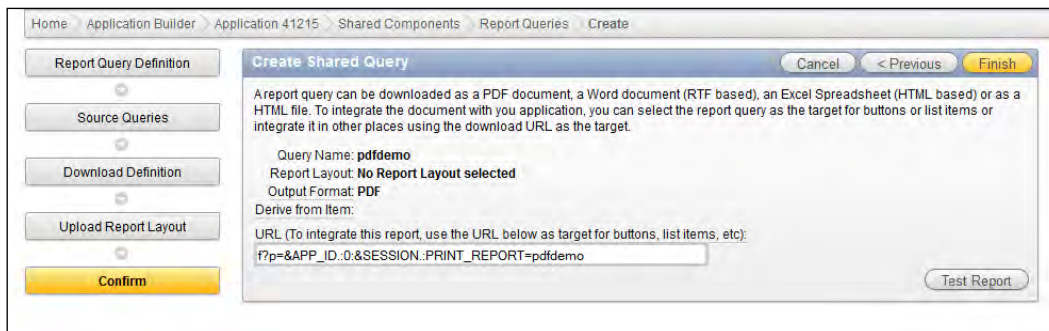 Home Application Builder Application 41215 Shared Components Report Queries Create
Report Query Definition
Source Queries
Download Definition
Upload Report Layout
Confirm
Create Shared Query
Cancel
< Previous
Finish
A report query can be downloaded as a PDF document, a Word document (RTF based), an Excel Spreadsheet (HTML based) or as a
HTML file. To integrate the document with you application, you can select the report query as the target for buttons or list items or
integrate it in other places using the download URL as the target.
Query Name: pdfdemo
Report Layout: No Report Layout selected
Output Format: PDF
Derive from Item:
URL (To integrate this report, use the URL below as target for buttons, list items, etc):
f?p=&APP_ID.:0:&SESSION.:PRINT_REPORT=pdfdemo
Test Report